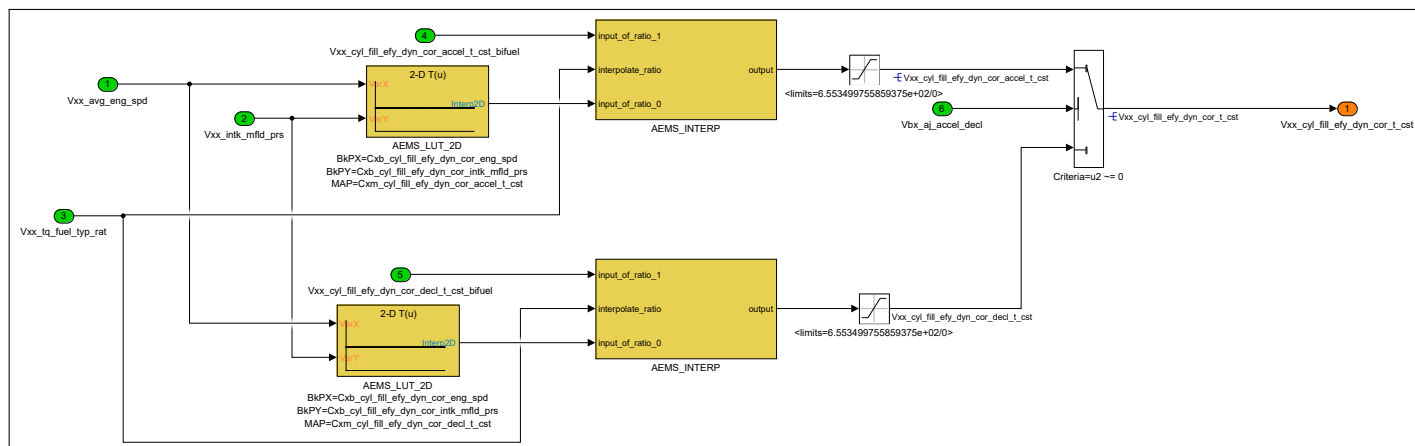 4
Vxx_cyl_fill_efy_dyn_cor_accel_t_cst_bifuel
input_of_ratio_1
interpolate_ratio
input_of_ratio_0
output
AEMS_INTERP
<limits=6.553499755859375e+02/0>
Vxx_cyl_fill_efy_dyn_cor_accel_t_cst
1
Vxx_avg_eng_spd
2
Vxx_intk_mfld_prs
2-D T(u)
VarX
VarY
Interp2D
AEMS_LUT_2D
BkPX=Cxb_cyl_fill_efy_dyn_cor_eng_spd
BkPY=Cxb_cyl_fill_efy_dyn_cor_intk_mfld_prs
MAP=Cxm_cyl_fill_efy_dyn_cor_accel_t_cst
6
Vbx_aj_accel_decl
Criteria=u2 ~= 0
Vxx_cyl_fill_efy_dyn_cor_t_cst
1
Vxx_cyl_fill_efy_dyn_cor_t_cst
3
Vxx_tq_fuel_typ_rat
5
Vxx_cyl_fill_efy_dyn_cor_decl_t_cst_bifuel
input_of_ratio_1
interpolate_ratio
input_of_ratio_0
output
AEMS_INTERP
<limits=6.553499755859375e+02/0>
Vxx_cyl_fill_efy_dyn_cor_decl_t_cst
2-D T(u)
VarX
VarY
Interp2D
AEMS_LUT_2D
BkPX=Cxb_cyl_fill_efy_dyn_cor_eng_spd
BkPY=Cxb_cyl_fill_efy_dyn_cor_intk_mfld_prs
MAP=Cxm_cyl_fill_efy_dyn_cor_decl_t_cst